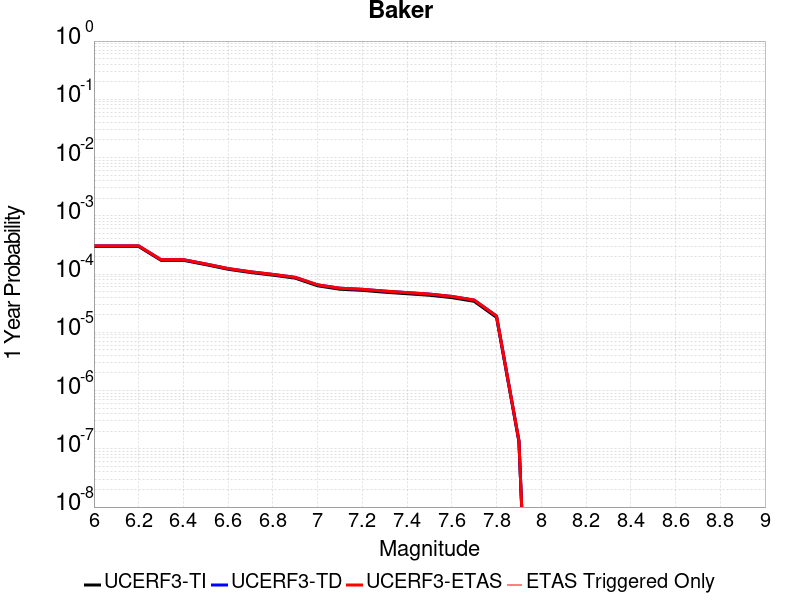 Baker
10^0
10^-1
10^-2
10^-3
10^-4
10^-5
10^-6
10^-7
10^-8
1 Year Probability
6 6.2 6.4 6.6 6.8 7 7.2 7.4 7.6 7.8 8 8.2 8.4 8.6 8.8 9
Magnitude
UCERF3-TI UCERF3-TD UCERF3-ETAS ETAS Triggered Only